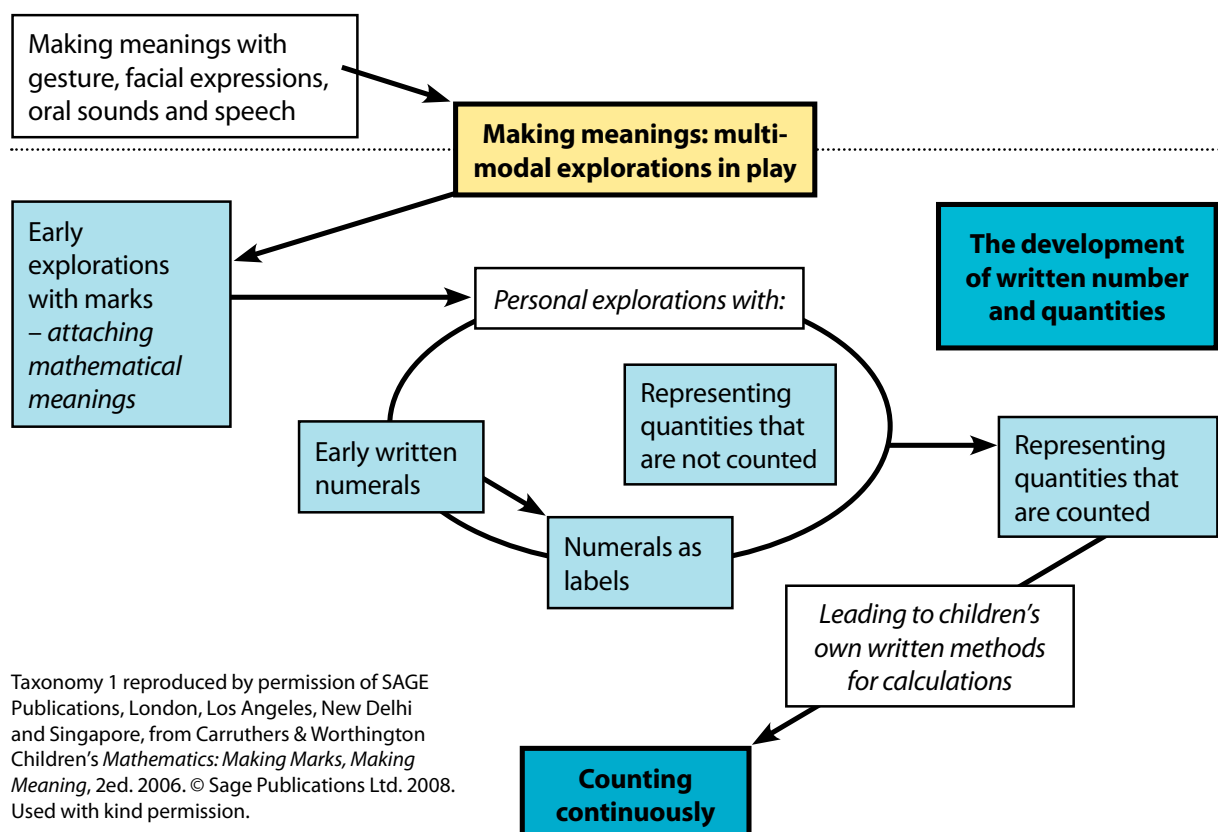 Making meanings with
gesture, facial expressions,
oral sounds and speech
Making meanings: multi-
modal explorations in play
Early
explorations
with marks
– attaching
mathematical
meanings
The development
of written number
and quantities
Personal explorations with:
Representing
quantities that
are not counted
Early written
numerals
Representing
quantities that
are counted
Numerals as
labels
Leading to children’s
own written methods
for calculations
Taxonomy 1 reproduced by permission of SAGE
Publications, London, Los Angeles, New Delhi
and Singapore, from Carruthers & Worthington
Children’s Mathematics: Making Marks, Making
Meaning, 2ed. 2006. © Sage Publications Ltd. 2008.
Used with kind permission.
Counting
continuously